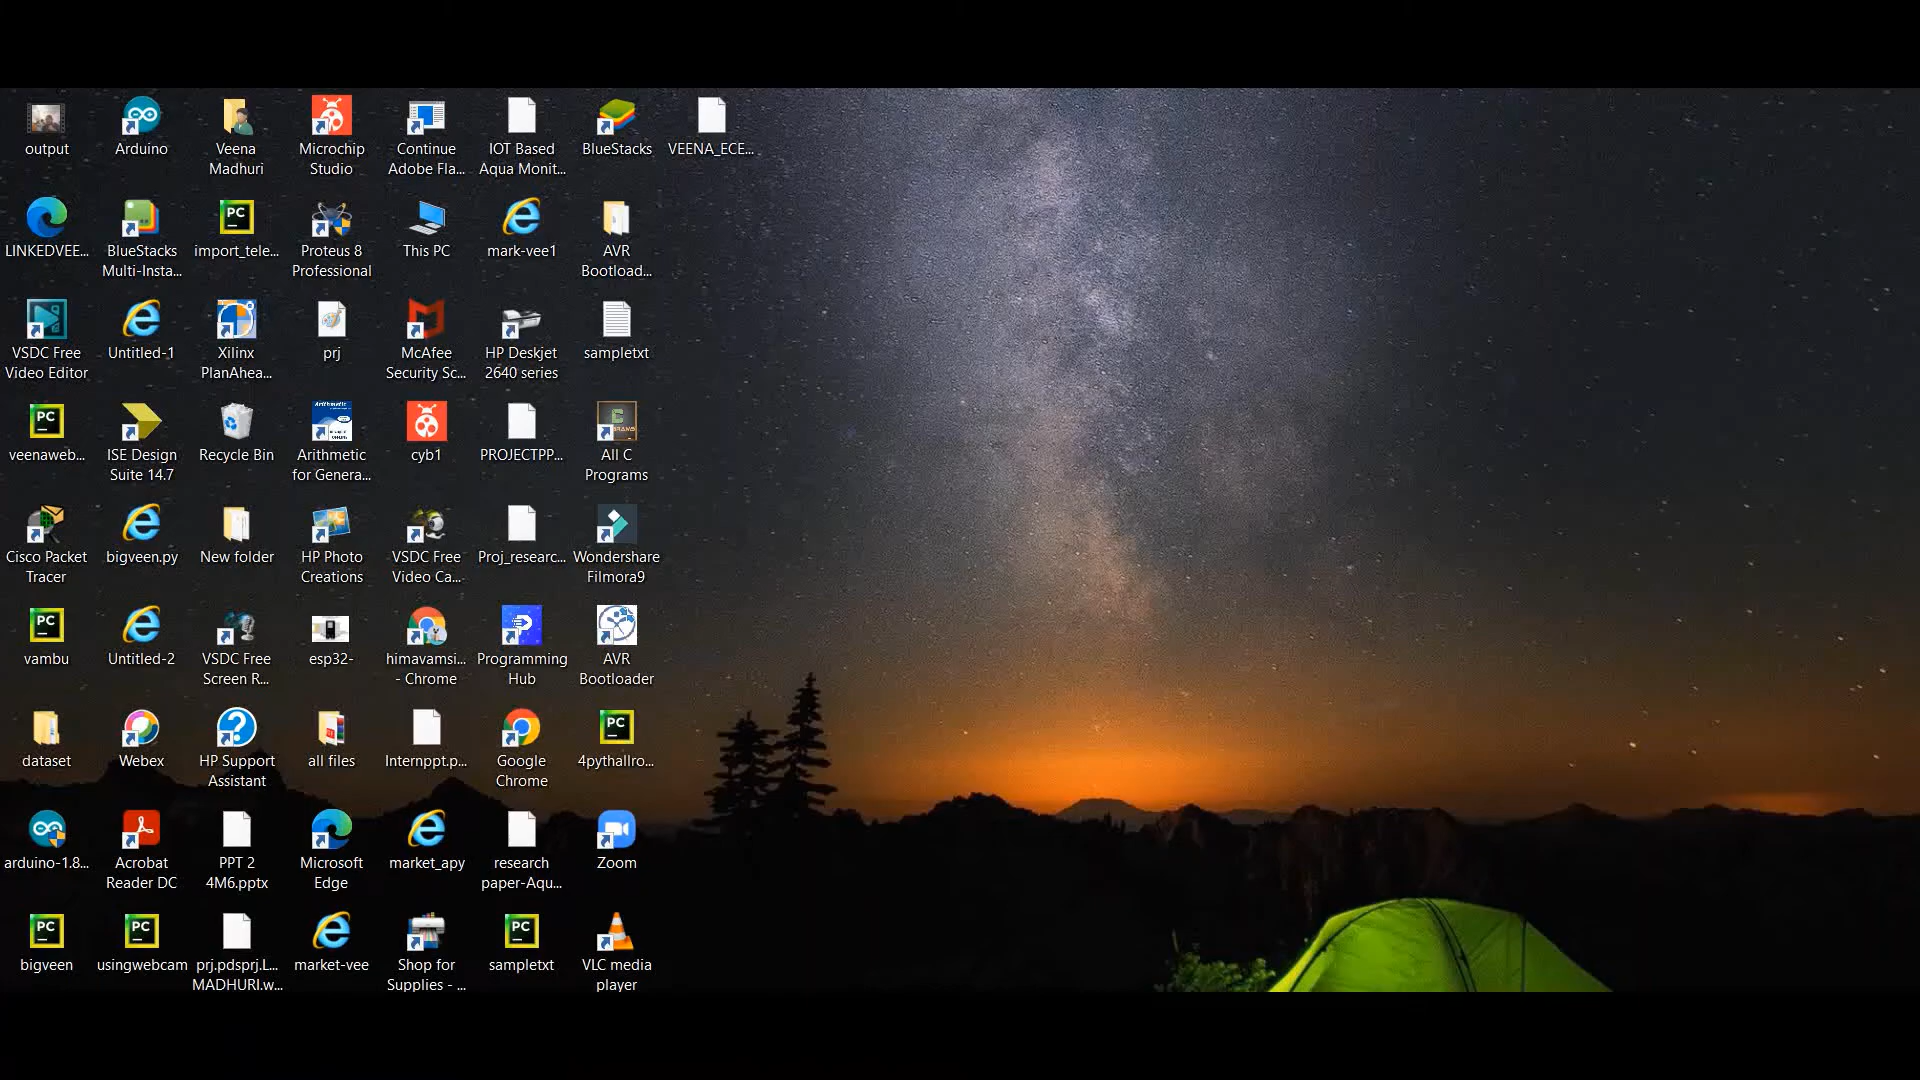 output
Arduino
Veena
Madhuri
Microchip
Studio
Continue
Adobe Fla...
IOT Based
Aqua Monit...
BlueStacks
VEENA_ECE...
LINKEDVEE...
BlueStacks
Multi-Insta...
import_tele...
Proteus 8
Professional
This PC
mark-vee1
AVR
Bootload...
VSDC Free
Video Editor
Untitled-1
Xilinx
PlanAhea...
prj
McAfee
Security Sc...
HP Deskjet
2640 series
sampletxt
veenaweb...
ISE Design
Suite 14.7
Recycle Bin
Arithmetic
for Genera...
cyb1
PROJECTPP...
All C
Programs
Cisco Packet
Tracer
bigveen.py
New folder
HP Photo
Creations
VSDC Free
Video Ca...
Proj_researc...
Wondershare
Filmora9
vambu
Untitled-2
VSDC Free
Screen R...
esp32-
himavamsi...
- Chrome
Programming
Hub
AVR
Bootloader
dataset
Webex
HP Support
Assistant
all files
Internppt.p...
Google
Chrome
4pythallro...
arduino-1.8...
Acrobat
Reader DC
PPT 2
4M6.pptx
Microsoft
Edge
market_apy
research
paper-Aqu...
Zoom
bigveen
usingwebcam
prj.pdsprj.L...
MADHURI.w...
market-vee
Shop for
Supplies - ...
sampletxt
VLC media
player